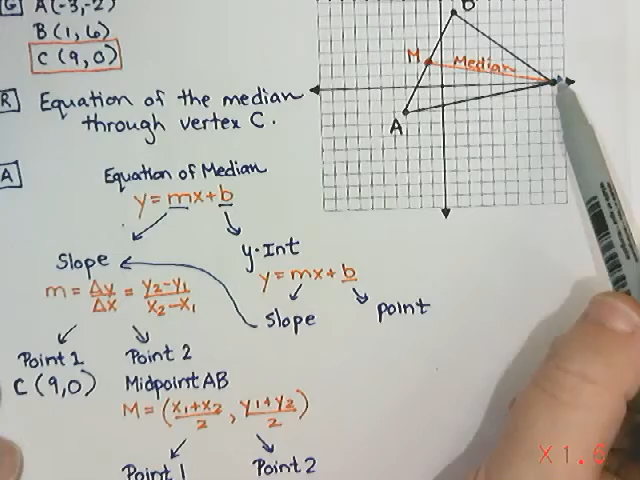 G A(-3,-2)
B(1,6)
C(9,0)
R Equation of the median
through vertex C.
A Equation of Median
y=mx+b
Slope
m = Δy/Δx = y2-y1/x2-x1
y-Int
y=mx+b
Slope
point
Point 1
C (9,0)
Point 2
Midpoint AB
M = (x1+x2/2, y1+y2/2)
Point 1
Point 2
B
M
Median
A
X1.6